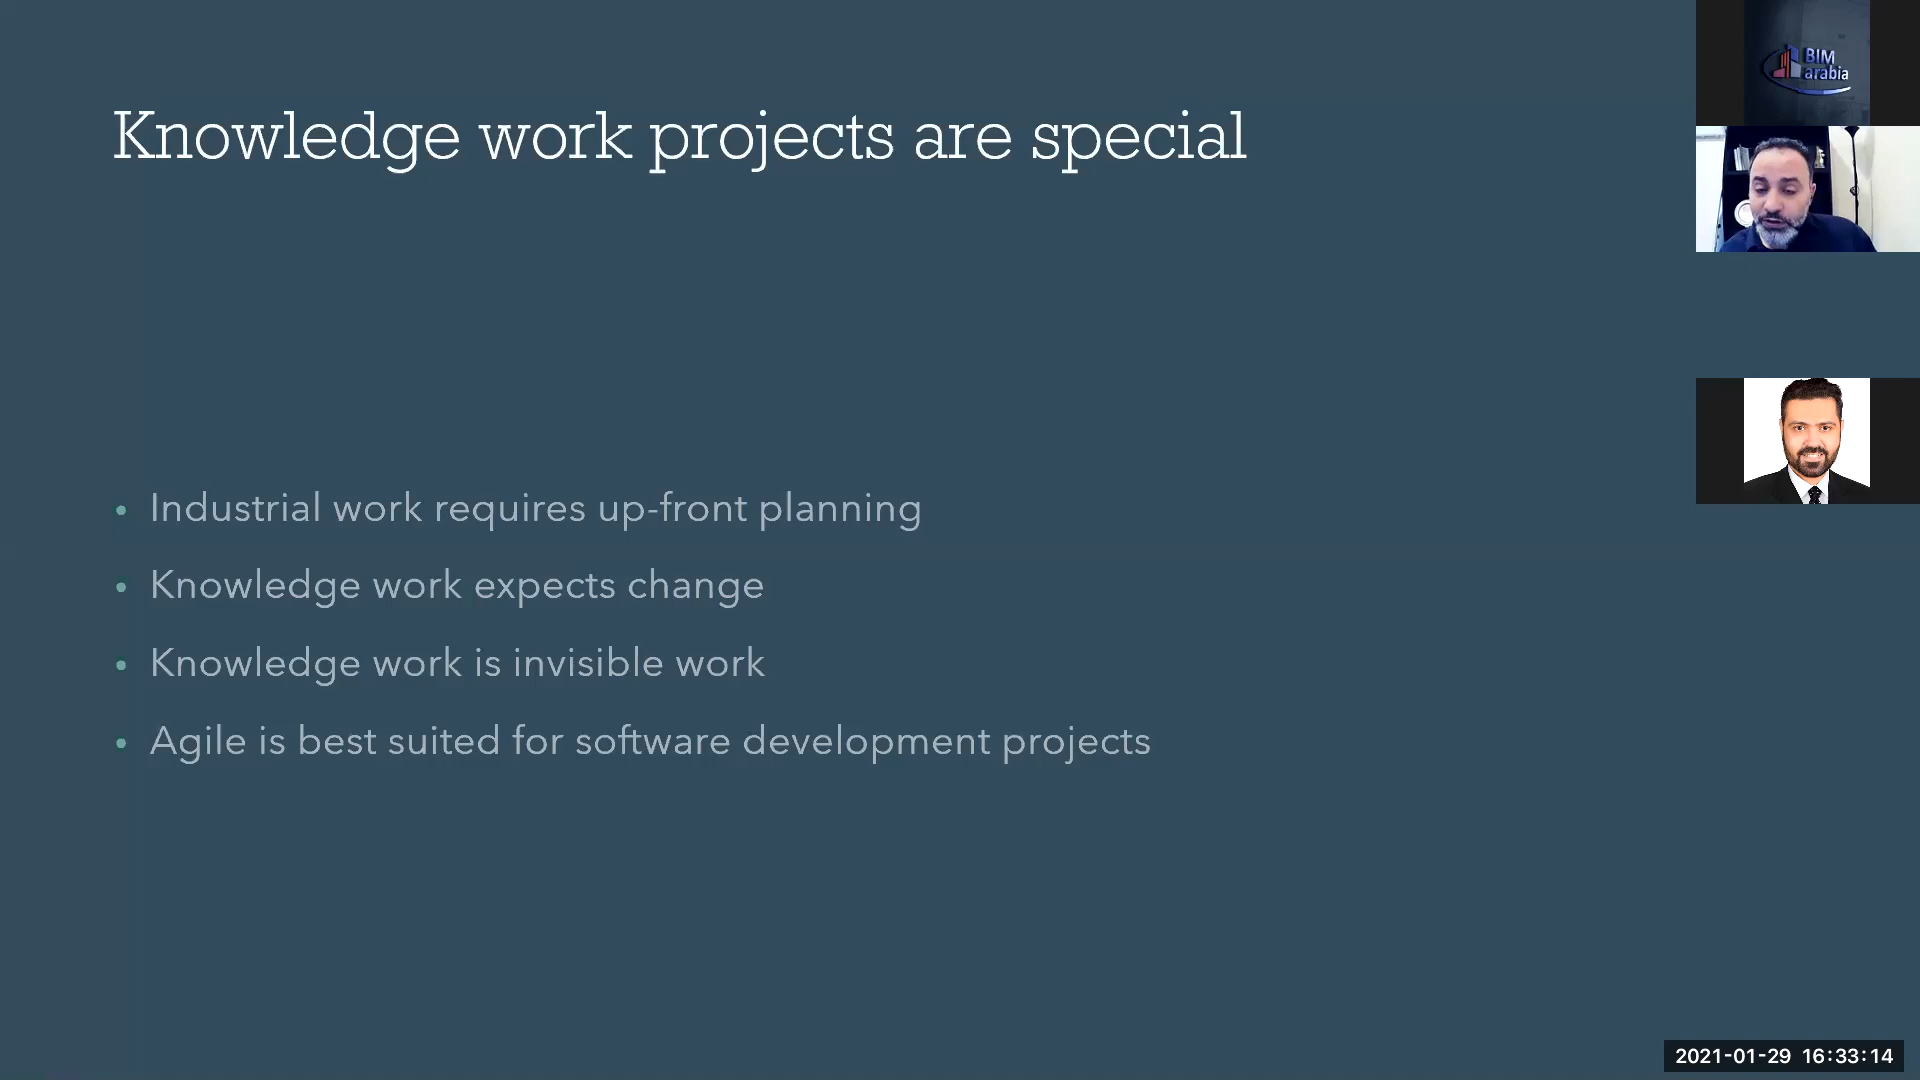 Knowledge work projects are special
• Industrial work requires up-front planning
• Knowledge work expects change
• Knowledge work is invisible work
• Agile is best suited for software development projects
BIM
arabia
2021-01-29 16:33:14